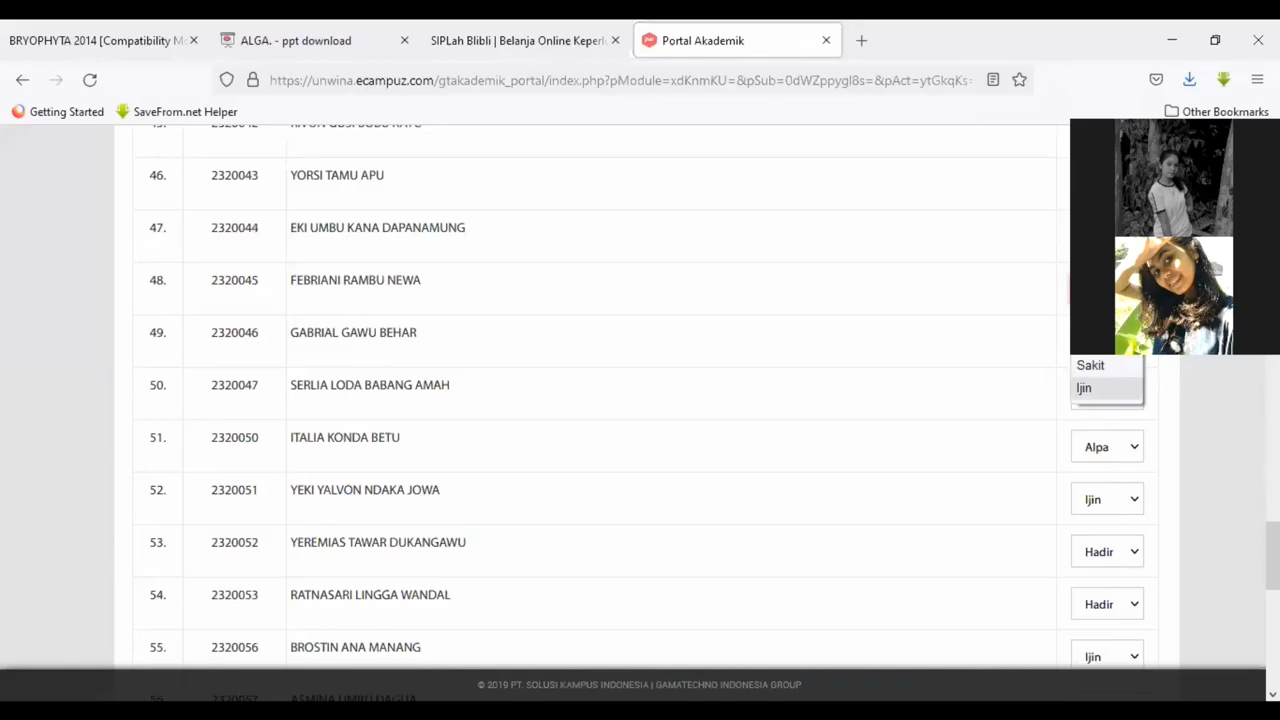 BRYOPHYTA 2014 [Compatibility Mo
ALGA. - ppt download
SIPLah Blibli | Belanja Online Keperlu
Portal Akademik
https://unwina.ecampuz.com/gtakademik_portal/index.php?pModule=xdKnmKU=&pSub=0dWZppygl8s=&pAct=ytGkqKs=
Getting Started
SaveFrom.net Helper
Other Bookmarks
46. 2320043 YORSI TAMU APU
47. 2320044 EKI UMBU KANA DAPANAMUNG
48. 2320045 FEBRIANI RAMBU NEWA
49. 2320046 GABRIAL GAWU BEHAR
Sakit
50. 2320047 SERLIA LODA BABANG AMAH
Ijin
51. 2320050 ITALIA KONDA BETU Alpa
52. 2320051 YEKI YALVON NDAKA JOWA Ijin
53. 2320052 YEREMIAS TAWAR DUKANGAWU Hadir
54. 2320053 RATNASARI LINGGA WANDAL Hadir
55. 2320056 BROSTIN ANA MANANG Ijin
© 2019 PT. SOLUSI KAMPUS INDONESIA | GAMATECHNO INDONESIA GROUP